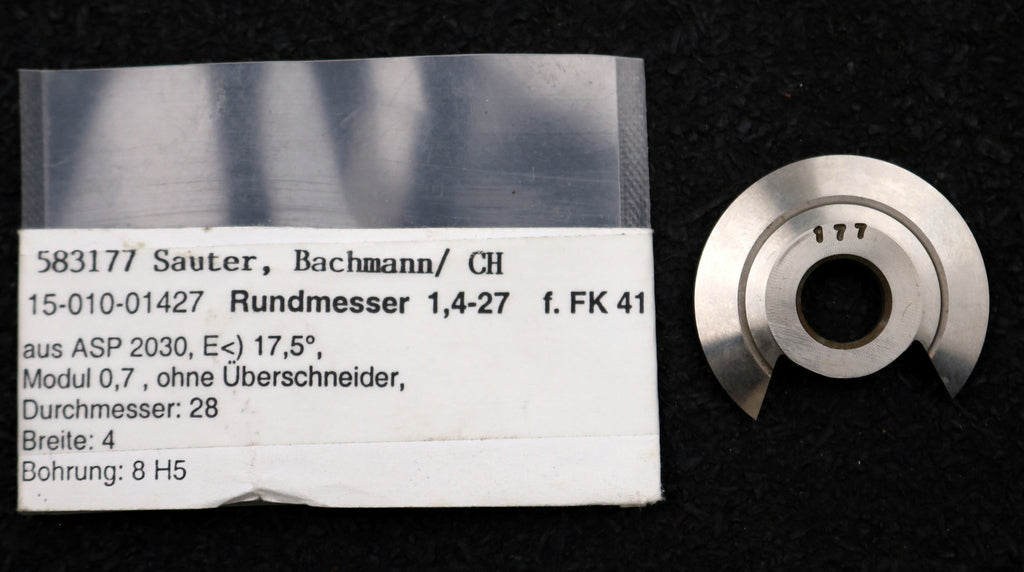 583177 Sauter, Bachmann/ CH
15-010-01427 Rundmesser 1,4-27 f. FK 41
aus ASP 2030, E<) 17,5°,
Modul 0,7 , ohne Überschneider,
Durchmesser: 28
Breite: 4
Bohrung: 8 H5
177